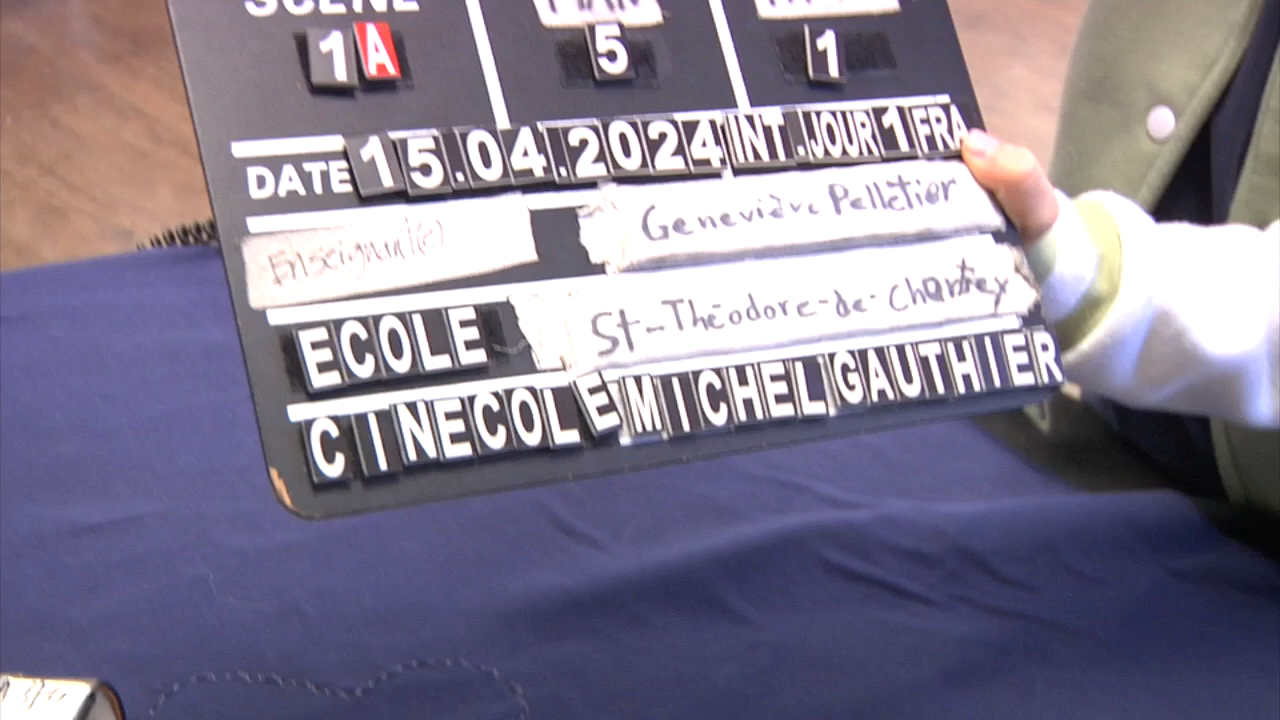 SCENE
1A 5 1
DATE 15.04.2024 INT.JOUR 1 FRA
Enseignant(e) Geneviève Pelletier
ECOLE St-Théodore-de-Chertsey
CINECOLE MICHEL GAUTHIER